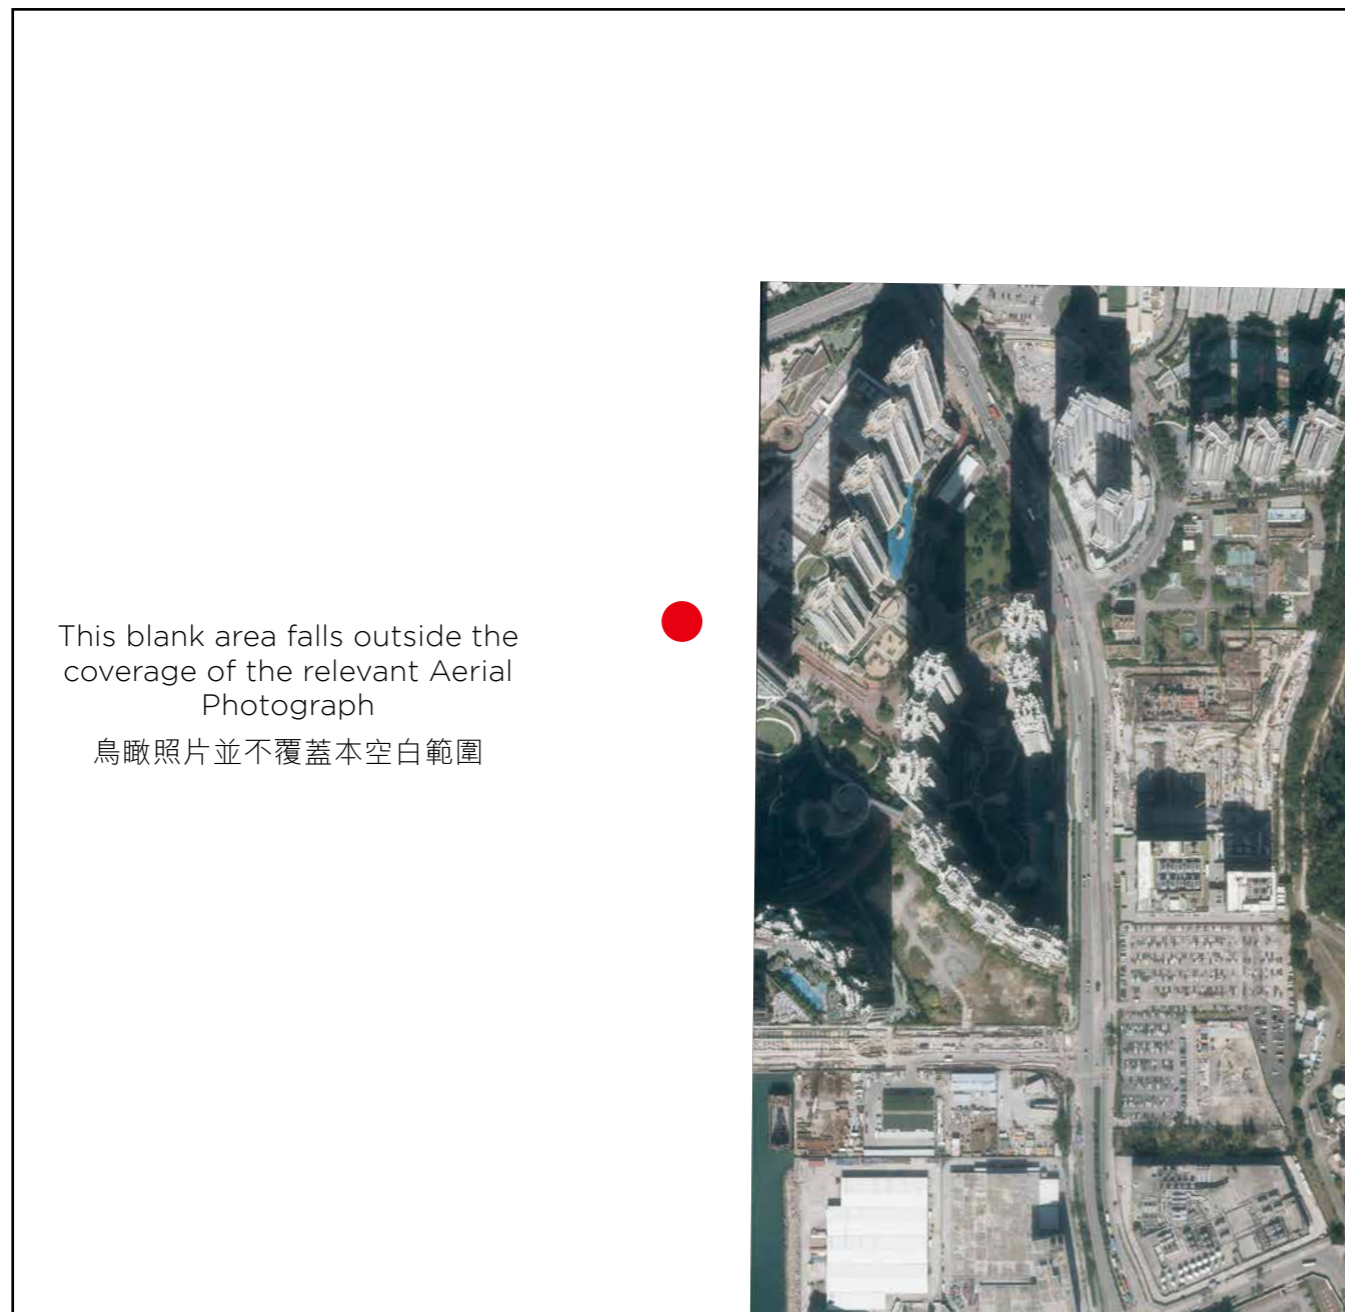 This blank area falls outside the
coverage of the relevant Aerial
Photograph
鳥瞰照片並不覆蓋本空白範圍